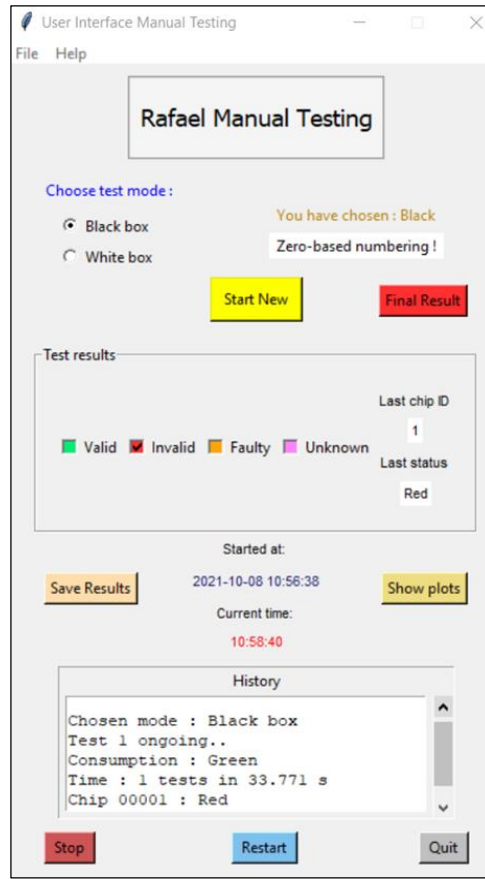 User Interface Manual Testing
File Help
Rafael Manual Testing
Choose test mode :
Black box
White box
You have chosen : Black
Zero-based numbering !
Start New
Final Result
Test results
Valid Invalid Faulty Unknown
Last chip ID
1
Last status
Red
Started at:
2021-10-08 10:56:38
Current time:
10:58:40
Save Results
Show plots
History
Chosen mode : Black box
Test 1 ongoing..
Consumption : Green
Time : 1 tests in 33.771 s
Chip 00001 : Red
Stop
Restart
Quit